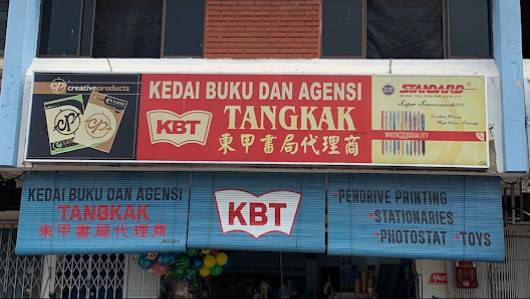 creativeproducts
KEDAI BUKU DAN AGENSI
KBT
TANGKAK
東甲書局代理商
STANDARD
KEDAI BUKU DAN AGENSI
TANGKAK
東甲書局代理商
KBT
• PENDRIVE PRINTING
• STATIONARIES
• PHOTOSTAT • TOYS